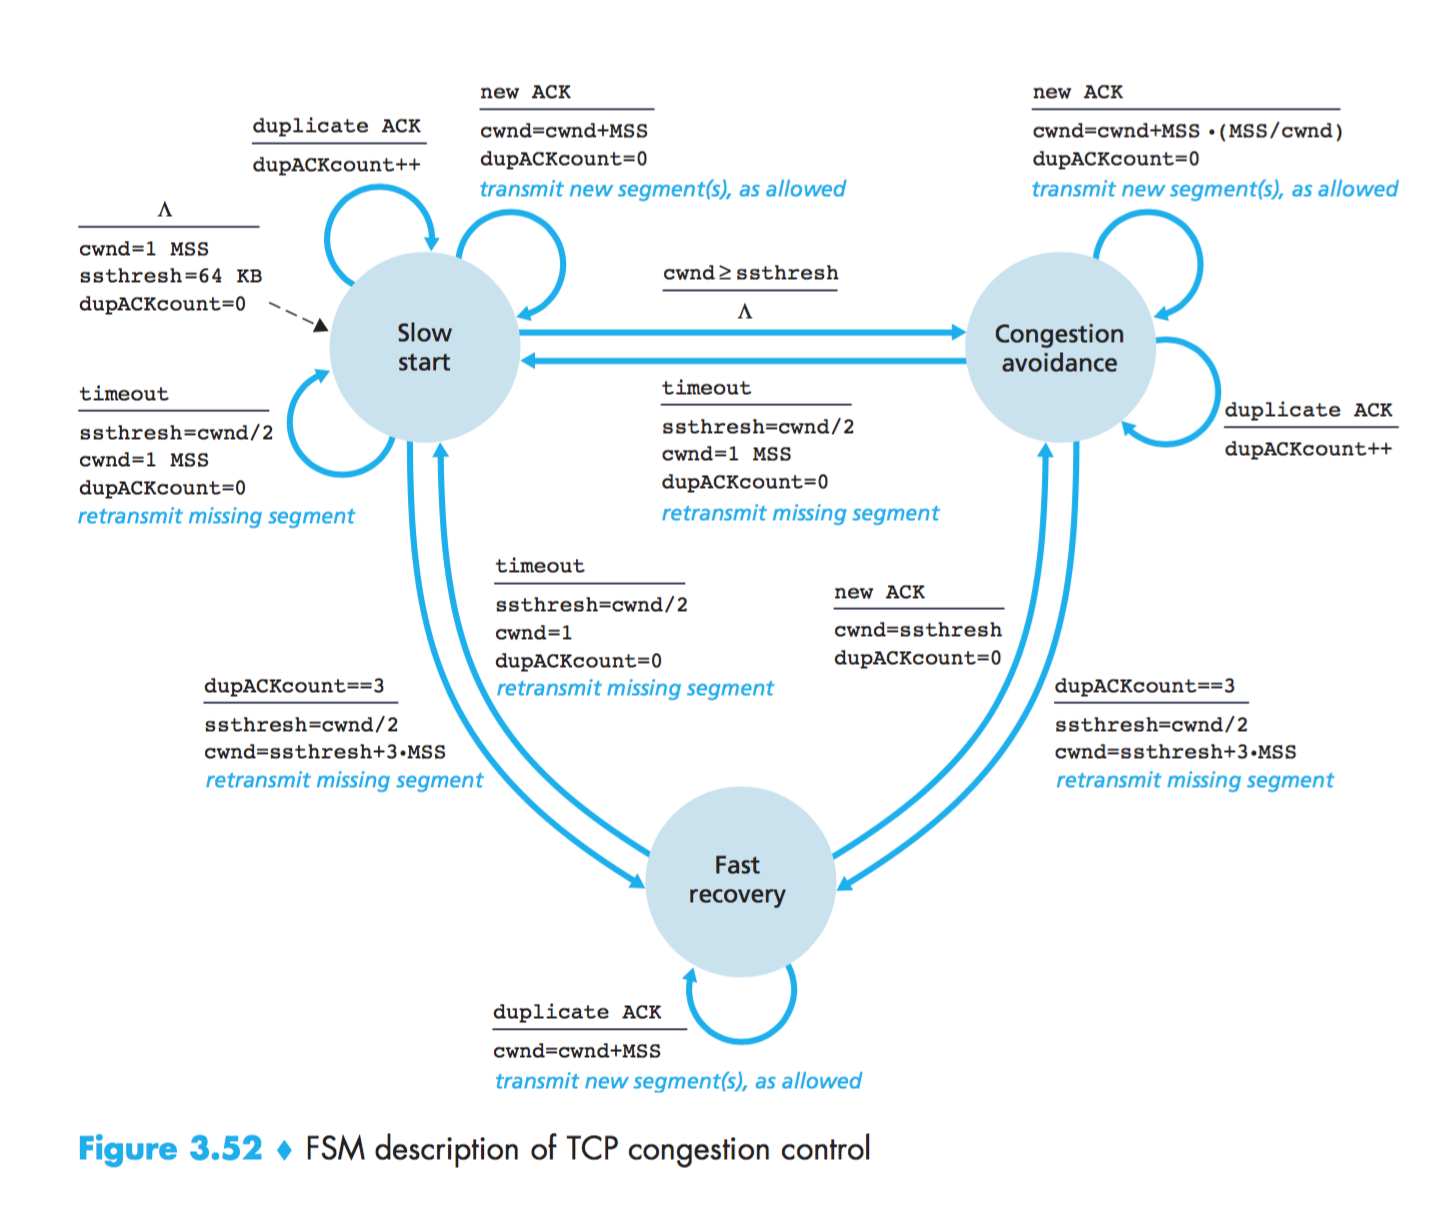 new ACK
cwnd=cwnd+MSS
dupACKcount=0
transmit new segment(s), as allowed
new ACK
cwnd=cwnd+MSS •(MSS/cwnd)
dupACKcount=0
transmit new segment(s), as allowed
duplicate ACK
dupACKcount++
Λ
cwnd=1 MSS
ssthresh=64 KB
dupACKcount=0
Slow
start
cwnd≥ssthresh
Λ
Congestion
avoidance
timeout
ssthresh=cwnd/2
cwnd=1 MSS
dupACKcount=0
retransmit missing segment
timeout
ssthresh=cwnd/2
cwnd=1 MSS
dupACKcount=0
retransmit missing segment
duplicate ACK
dupACKcount++
timeout
ssthresh=cwnd/2
cwnd=1
dupACKcount=0
retransmit missing segment
new ACK
cwnd=ssthresh
dupACKcount=0
dupACKcount==3
ssthresh=cwnd/2
cwnd=ssthresh+3•MSS
retransmit missing segment
dupACKcount==3
ssthresh=cwnd/2
cwnd=ssthresh+3•MSS
retransmit missing segment
Fast
recovery
duplicate ACK
cwnd=cwnd+MSS
transmit new segment(s), as allowed
Figure 3.52 ♦ FSM description of TCP congestion control